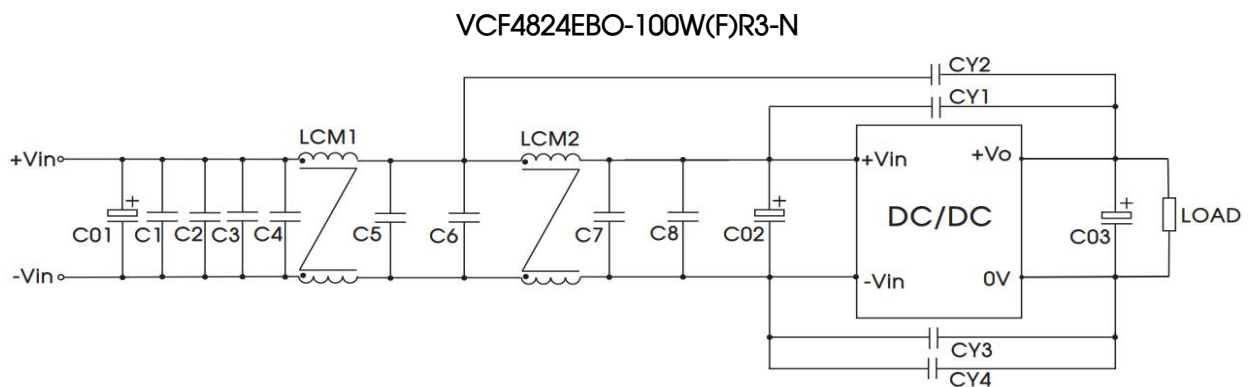 VCF4824EBO-100W(F)R3-N
CY2
CY1
LCM1
LCM2
+Vin
+Vin
+Vo
+
+
+
DC/DC
LOAD
C01
C1
C2
C3
C4
C5
C6
C7
C8
C02
C03
-Vin
-Vin
0V
CY3
CY4